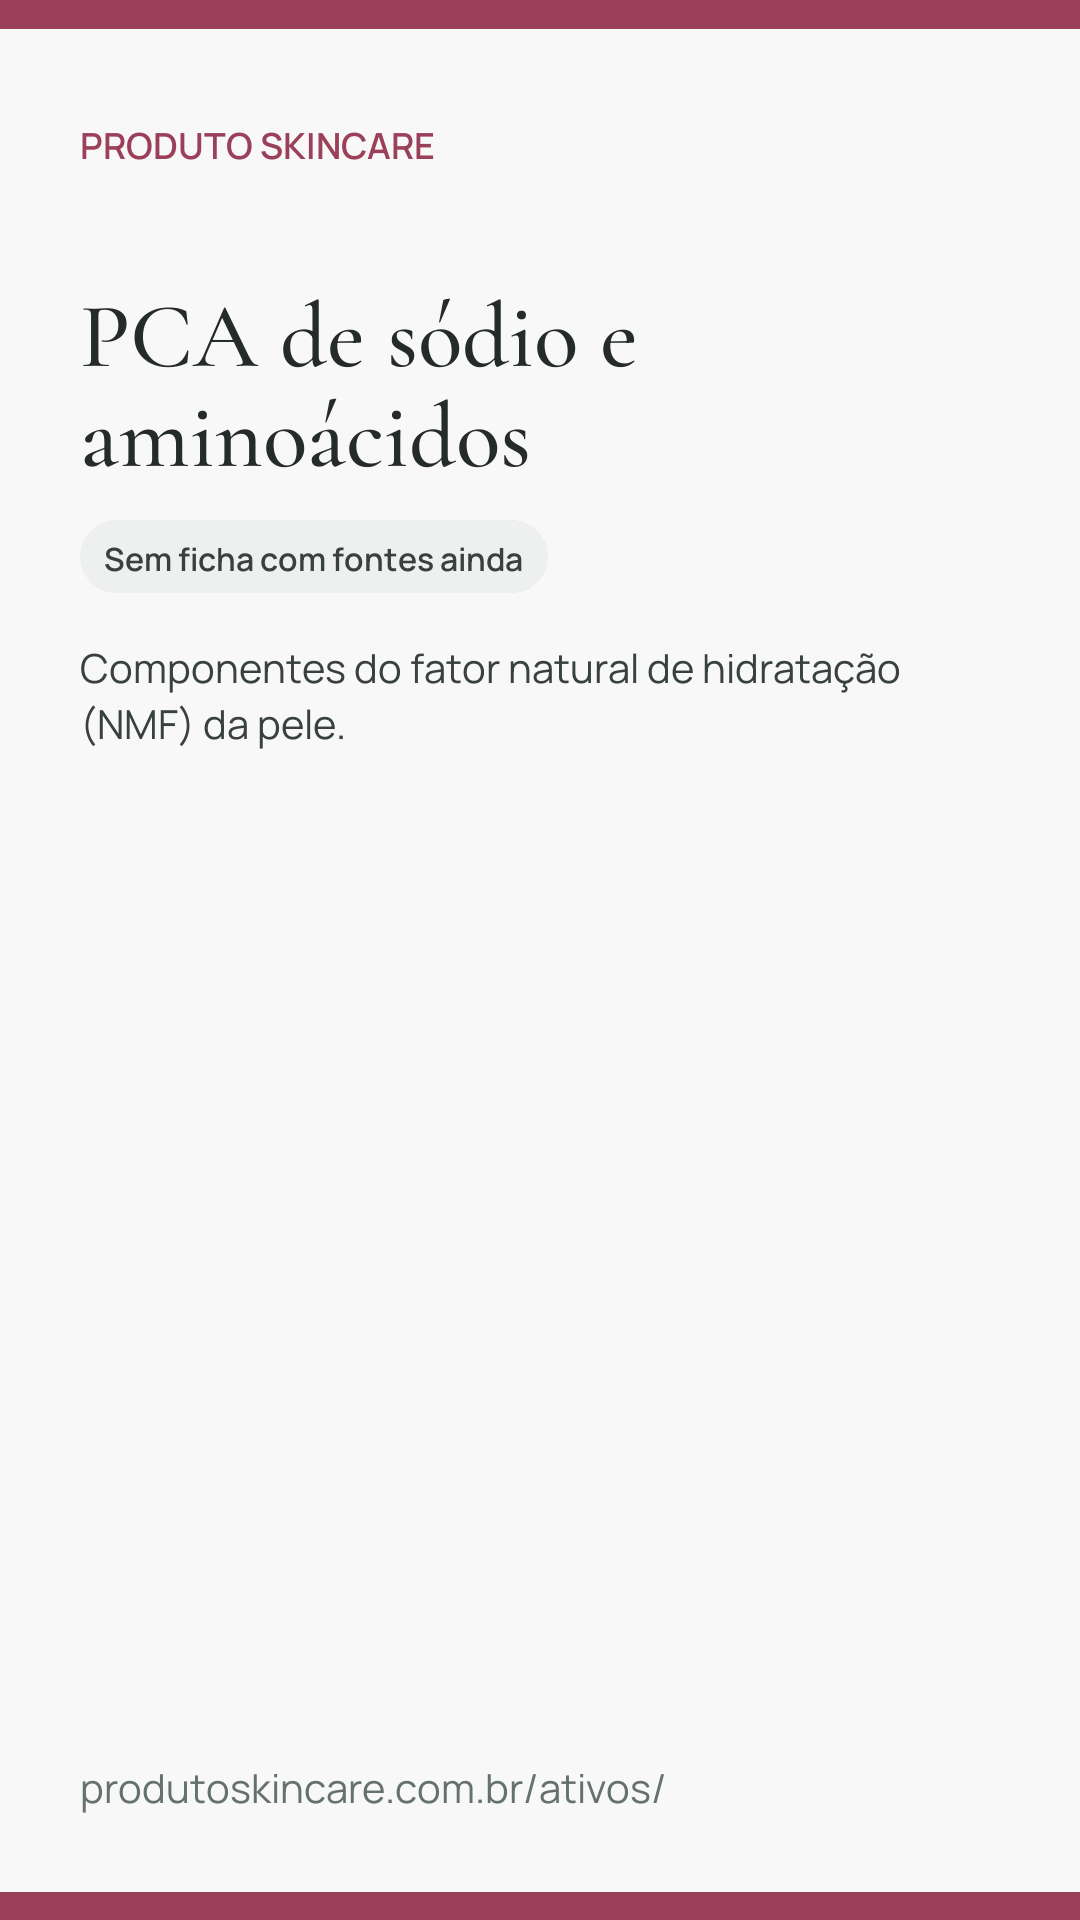 PRODUTO SKINCARE
PCA de sódio e
aminoácidos
Sem ficha com fontes ainda
Componentes do fator natural de hidratação
(NMF) da pele.
produtoskincare.com.br/ativos/